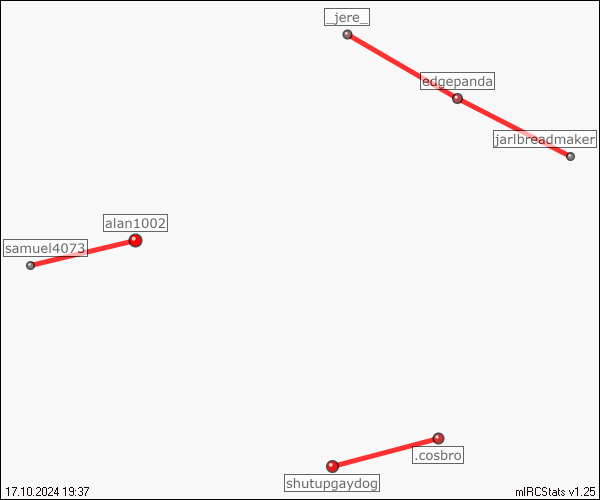 _jere_
edgepanda
jarlbreadmaker
alan1002
samuel4073
.cosbro
shutupgaydog
17.10.2024 19:37
mIRCStats v1.25